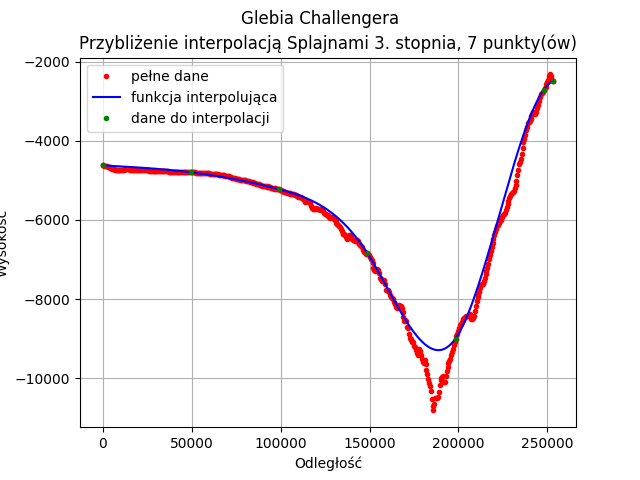 Glebia Challengera
Przybliżenie interpolacją Splajnami 3. stopnia, 7 punkty(ów)
pełne dane
funkcja interpolująca
dane do interpolacji
−2000
−4000
−6000
−8000
−10000
Wysokość
0 50000 100000 150000 200000 250000
Odległość